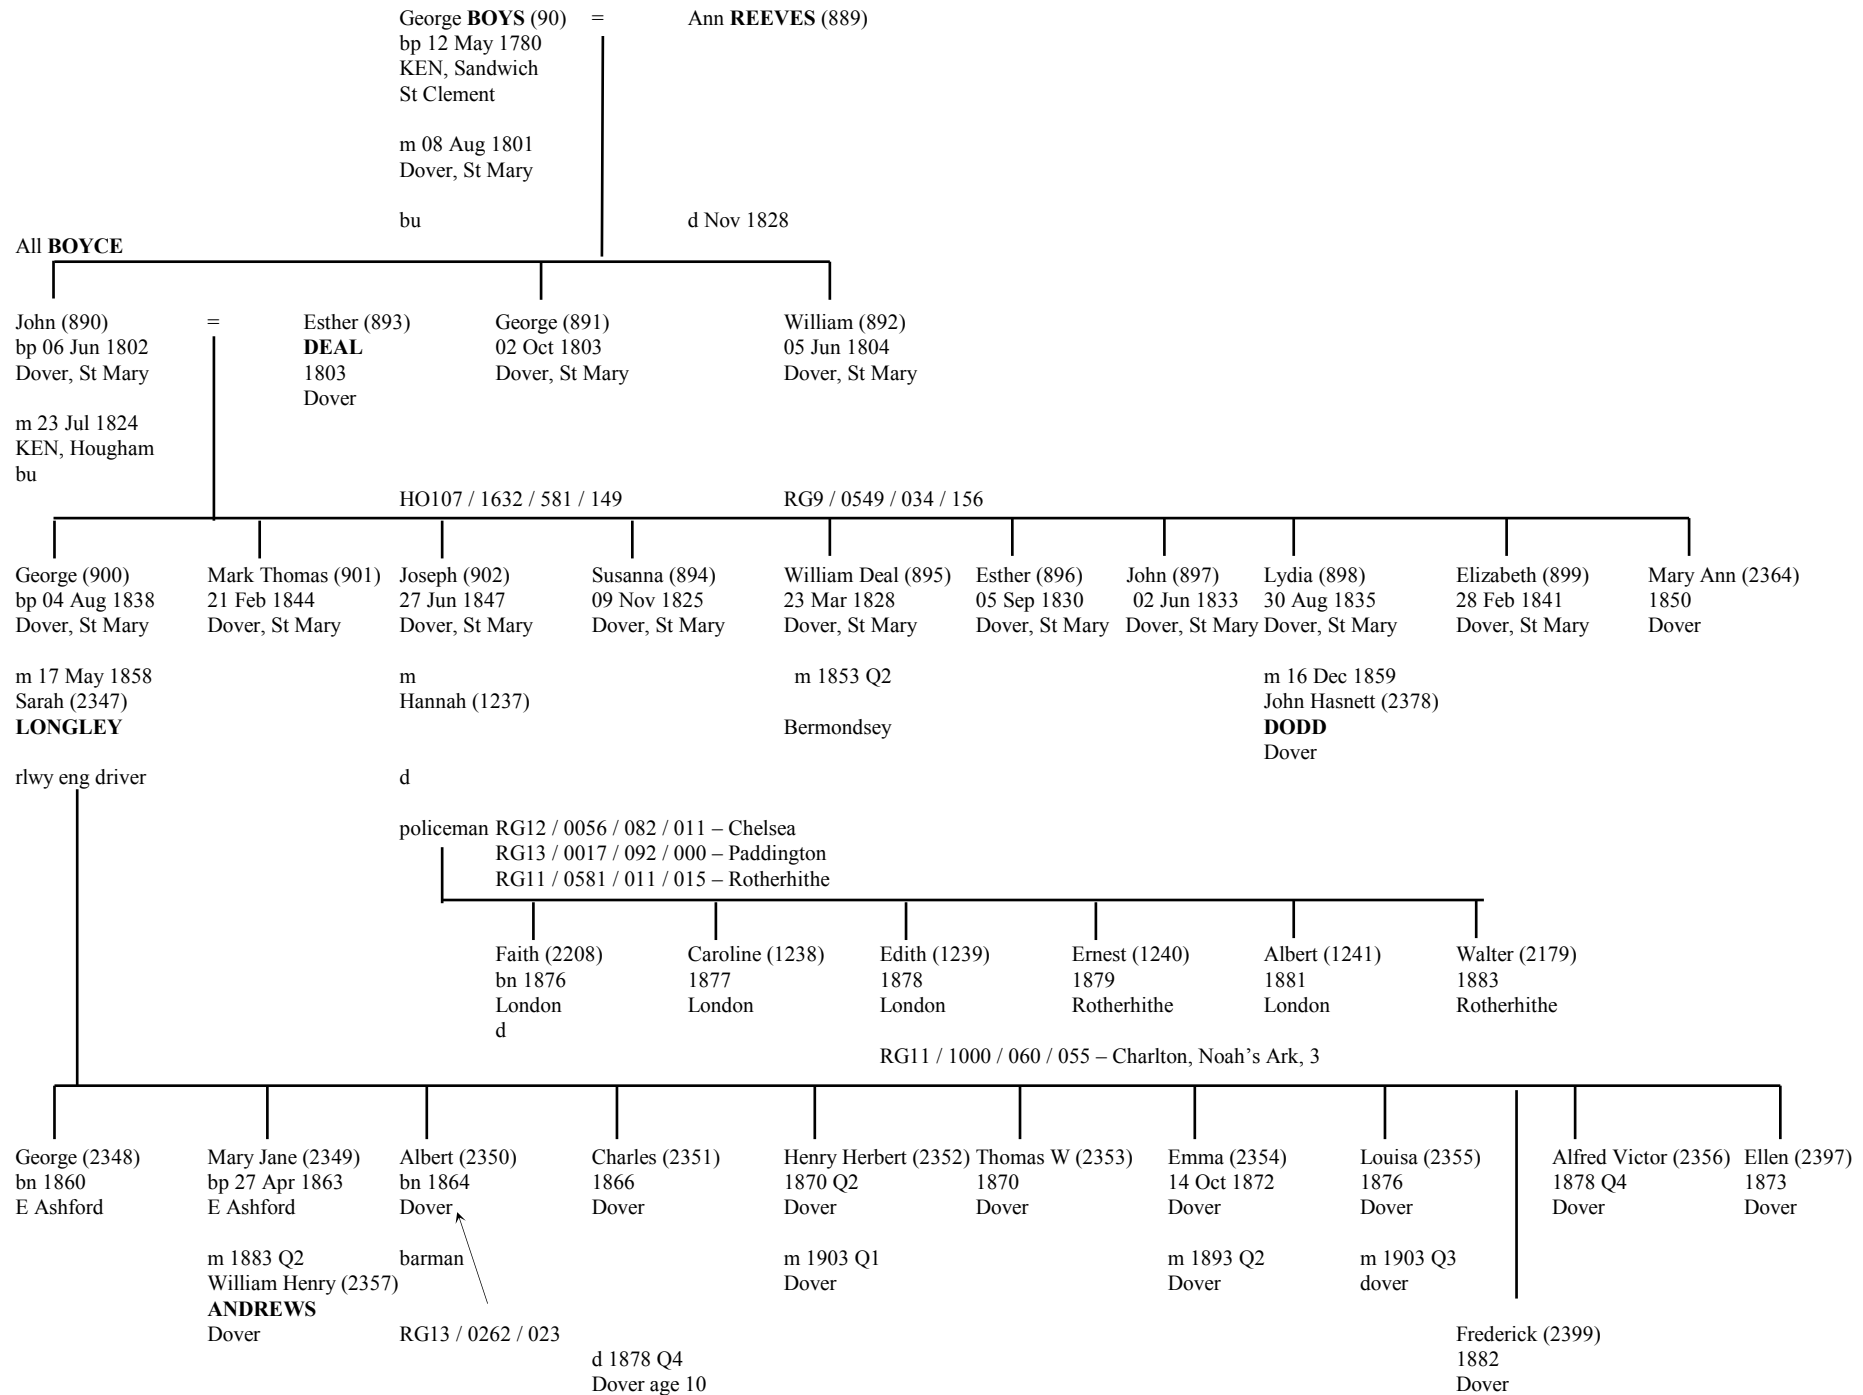 George BOYS (90) = Ann REEVES (889)
bp 12 May 1780
KEN, Sandwich
St Clement
m 08 Aug 1801
Dover, St Mary
bu d Nov 1828
All BOYCE
John (890) = Esther (893) George (891) William (892)
bp 06 Jun 1802 DEAL 02 Oct 1803 05 Jun 1804
Dover, St Mary 1803 Dover, St Mary Dover, St Mary
Dover
m 23 Jul 1824
KEN, Hougham
bu
HO107 / 1632 / 581 / 149 RG9 / 0549 / 034 / 156
George (900) Mark Thomas (901) Joseph (902) Susanna (894) William Deal (895) Esther (896) John (897) Lydia (898) Elizabeth (899) Mary Ann (2364)
bp 04 Aug 1838 21 Feb 1844 27 Jun 1847 09 Nov 1825 23 Mar 1828 05 Sep 1830 02 Jun 1833 30 Aug 1835 28 Feb 1841 1850
Dover, St Mary Dover, St Mary Dover, St Mary Dover, St Mary Dover, St Mary Dover, St Mary Dover, St Mary Dover, St Mary Dover, St Mary Dover
m 17 May 1858 m m 1853 Q2 m 16 Dec 1859
Sarah (2347) Hannah (1237) John Hasnett (2378)
LONGLEY Bermondsey DODD
Dover
rlwy eng driver d
policeman RG12 / 0056 / 082 / 011 – Chelsea
RG13 / 0017 / 092 / 000 – Paddington
RG11 / 0581 / 011 / 015 – Rotherhithe
Faith (2208) Caroline (1238) Edith (1239) Ernest (1240) Albert (1241) Walter (2179)
bn 1876 1877 1878 1879 1881 1883
London London London Rotherhithe London Rotherhithe
d
RG11 / 1000 / 060 / 055 – Charlton, Noah's Ark, 3
George (2348) Mary Jane (2349) Albert (2350) Charles (2351) Henry Herbert (2352) Thomas W (2353) Emma (2354) Louisa (2355) Alfred Victor (2356) Ellen (2397)
bn 1860 bp 27 Apr 1863 bn 1864 1866 1870 Q2 1870 14 Oct 1872 1876 1878 Q4 1873
E Ashford E Ashford Dover Dover Dover Dover Dover Dover Dover Dover
m 1883 Q2 barman m 1903 Q1 m 1893 Q2 m 1903 Q3
William Henry (2357) Dover Dover dover
ANDREWS
Dover RG13 / 0262 / 023 Frederick (2399)
d 1878 Q4 1882
Dover age 10 Dover